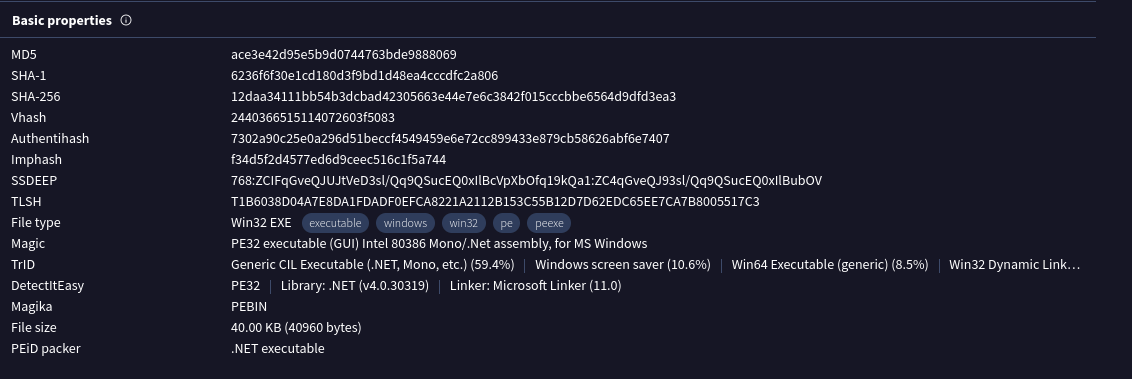 Basic properties
MD5 ace3e42d95e5b9d0744763bde9888069
SHA-1 6236f6f30e1cd180d3f9bd1d48ea4cccdfc2a806
SHA-256 12daa34111bb54b3dcbad42305663e44e7e6c3842f015cccbbe6564d9dfd3ea3
Vhash 2440366515114072603f5083
Authentihash 7302a90c25e0a296d51beccf4549459e6e72cc899433e879cb58626abf6e7407
Imphash f34d5f2d4577ed6d9ceec516c1f5a744
SSDEEP 768:ZCIFqGveQJUJtVeD3sl/Qq9QSucEQ0xIlBcVpXbOfq19kQa1:ZC4qGveQJ93sl/Qq9QSucEQ0xIlBubOV
TLSH T1B6038D04A7E8DA1FDADF0EFCA8221A2112B153C55B12D7D62EDC65EE7CA7B8005517C3
File type Win32 EXE executable windows win32 pe peexe
Magic PE32 executable (GUI) Intel 80386 Mono/.Net assembly, for MS Windows
TrID Generic CIL Executable (.NET, Mono, etc.) (59.4%) | Windows screen saver (10.6%) | Win64 Executable (generic) (8.5%) | Win32 Dynamic Link…
DetectItEasy PE32 | Library: .NET (v4.0.30319) | Linker: Microsoft Linker (11.0)
Magika PEBIN
File size 40.00 KB (40960 bytes)
PEiD packer .NET executable